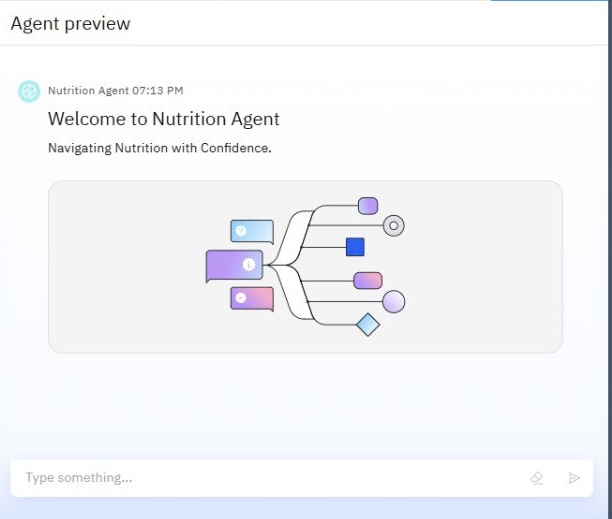 Agent preview
Nutrition Agent 07:13 PM
Welcome to Nutrition Agent
Navigating Nutrition with Confidence.
Type something...